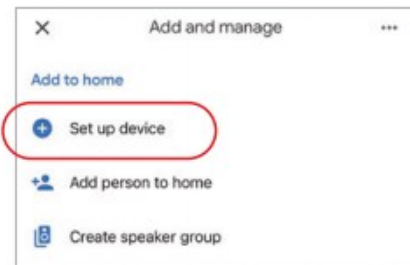 Add and manage
Add to home
Set up device
Add person to home
Create speaker group